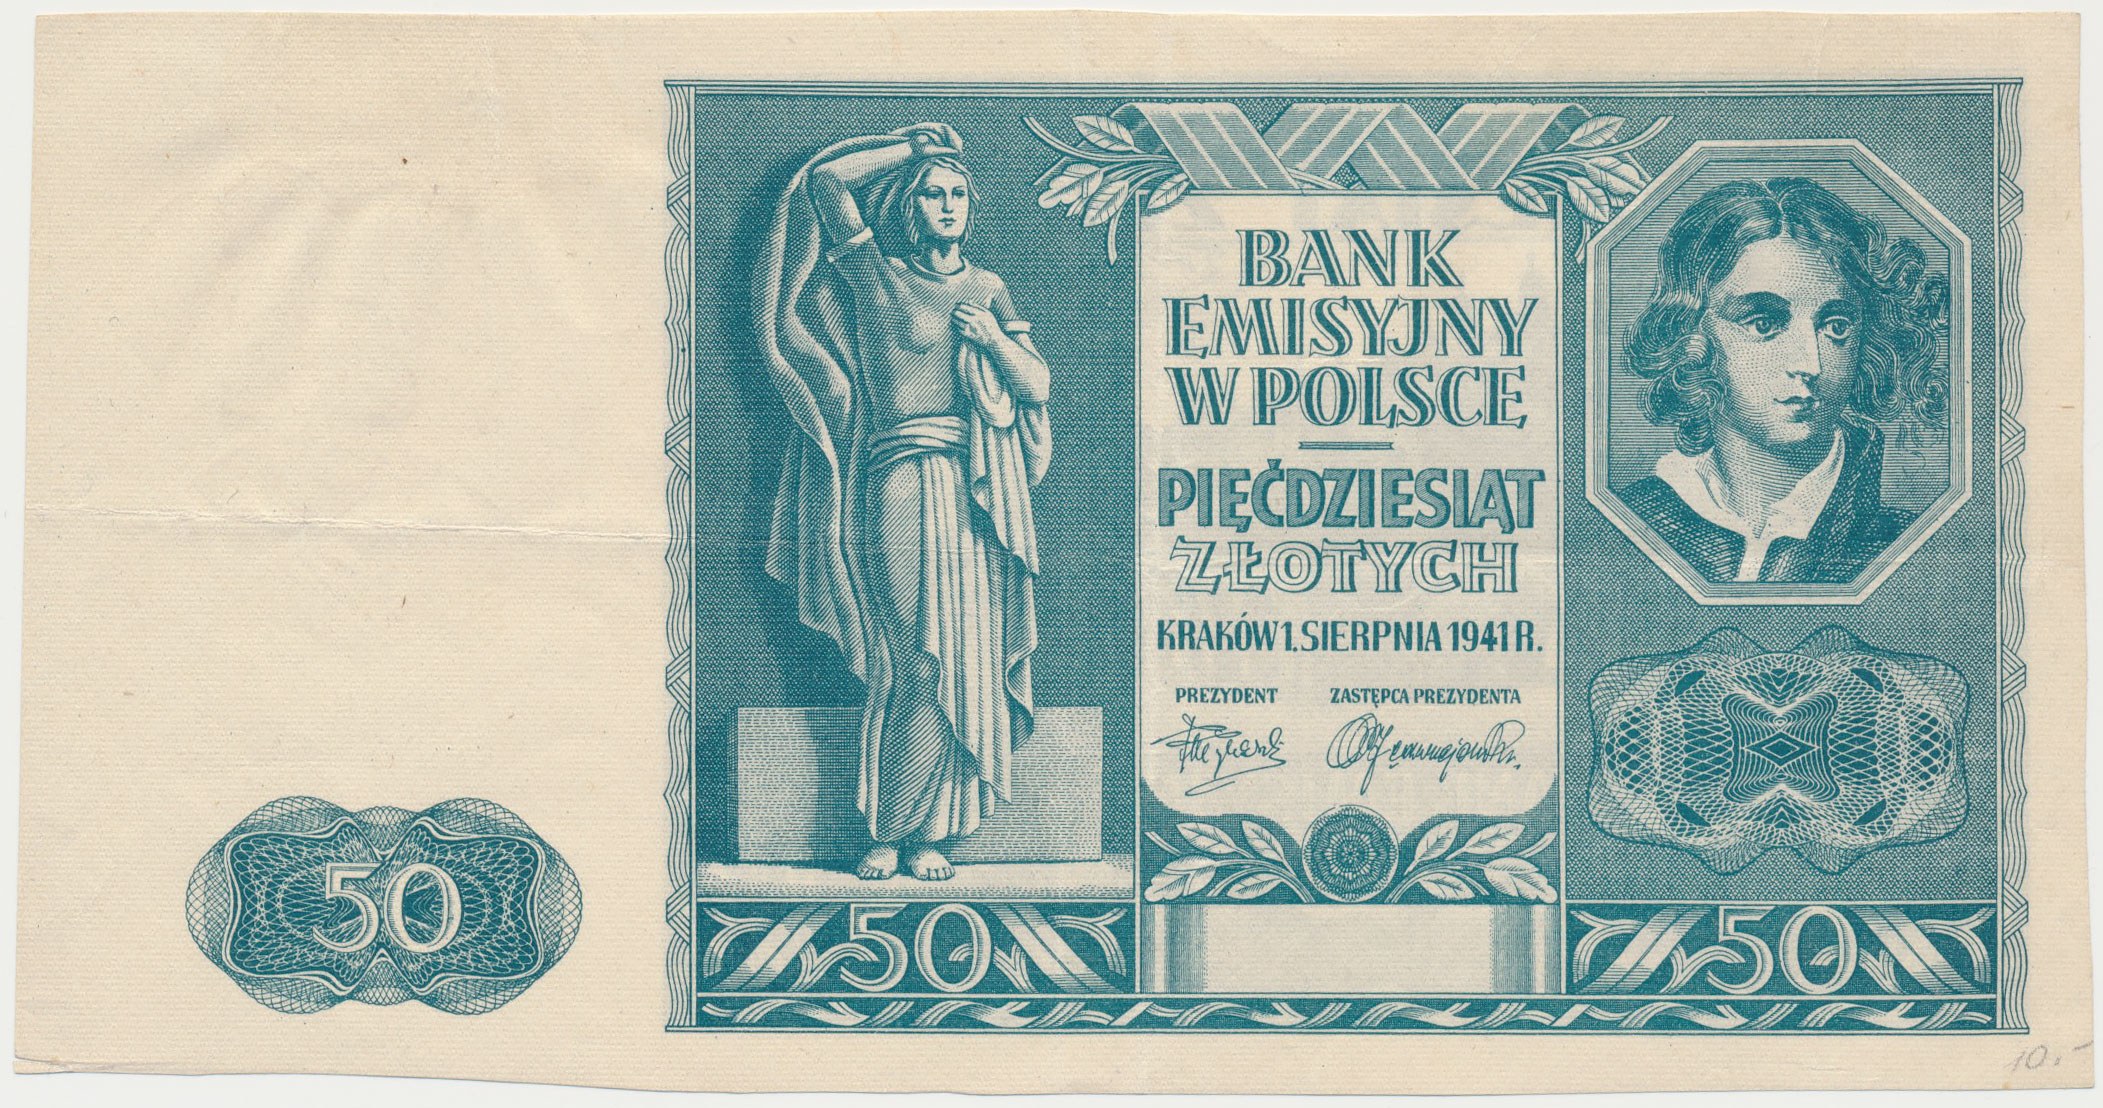 BANK
EMISYJNY
W POLSCE
PIĘĆDZIESIĄT
ZŁOTYCH
KRAKÓW 1. SIERPNIA 1941 R.
PREZYDENT ZASTĘPCA PREZYDENTA
50
50
50
10.-